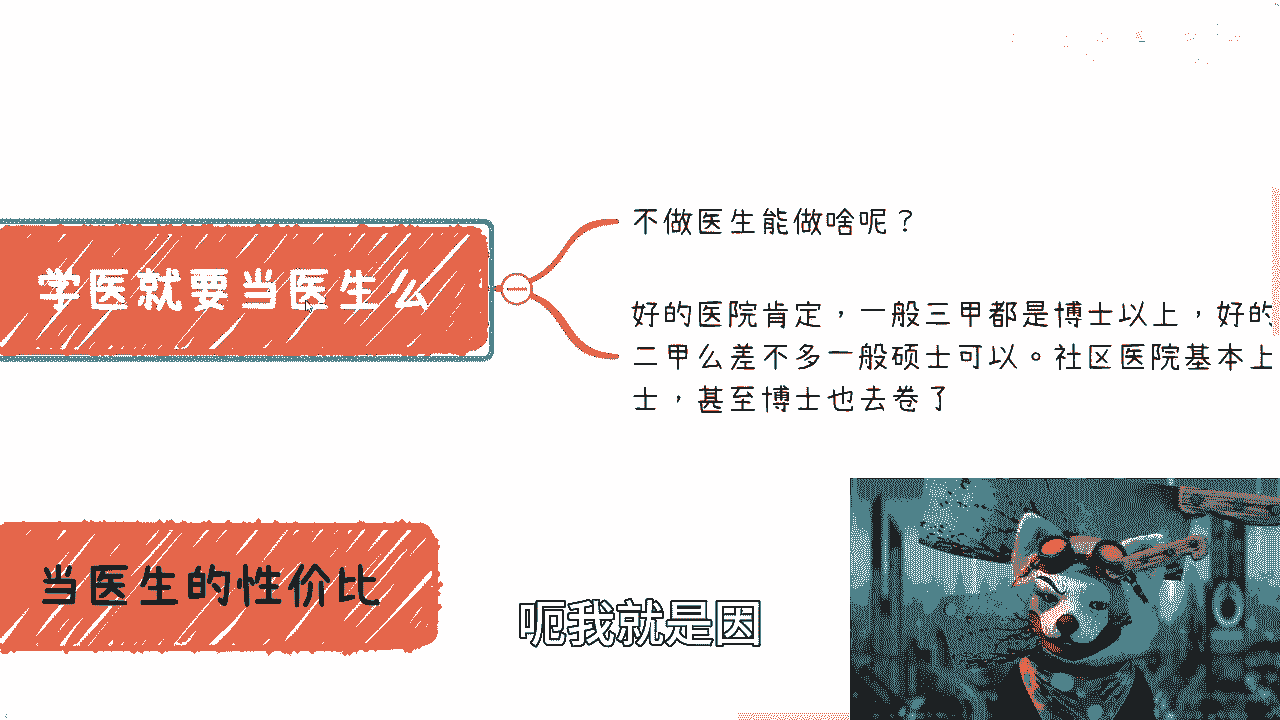 不做医生能做啥呢？
学医就要当医生么
好的医院肯定，一般三甲都是博士以上，好的
二甲么差不多一般硕士可以。社区医院基本上
士，甚至博士也去卷了
当医生的性价比
呃我就是因